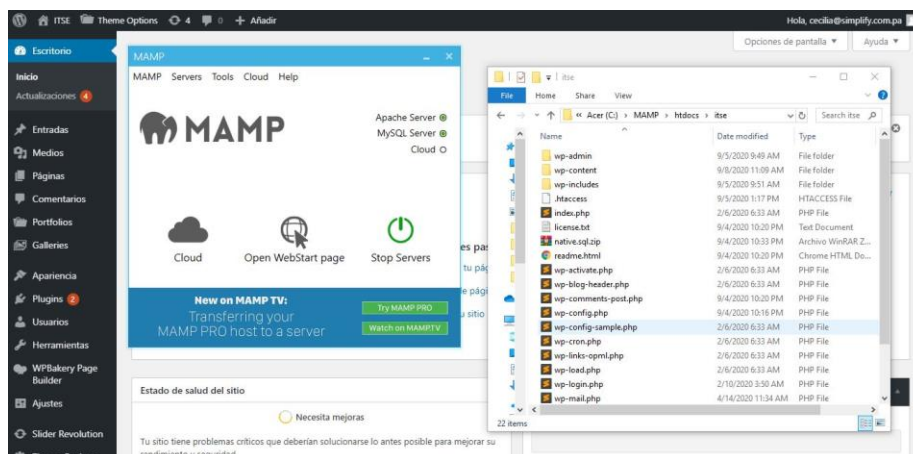 ITSE Theme Options 4 0 + Añadir Hola, cecilia@simplify.com.pa
Opciones de pantalla Ayuda
Escritorio
Inicio
Actualizaciones 4
Entradas
Medios
Páginas
Comentarios
Portfolios
Galleries
Apariencia
Plugins 2
Usuarios
Herramientas
WPBakery Page
Builder
Ajustes
Slider Revolution
MAMP
MAMP Servers Tools Cloud Help
MAMP
Apache Server
MySQL Server
Cloud
Cloud Open WebStart page Stop Servers
New on MAMP TV:
Transferring your
MAMP PRO host to a server
Try MAMP PRO
Watch on MAMPTV
es pa
tu pág
e pági
u sitio
Estado de salud del sitio
Necesita mejoras
Tu sitio tiene problemas críticos que deberían solucionarse lo antes posible para mejorar su
rendimiento y seguridad
itse
File Home Share View
« Acer (C:) > MAMP > htdocs > itse Search itse
Name Date modified Type
wp-admin 9/5/2020 9:49 AM File folder
wp-content 9/8/2020 11:09 AM File folder
wp-includes 9/5/2020 9:51 AM File folder
.htaccess 9/5/2020 1:17 PM HTACCESS File
index.php 2/6/2020 6:33 AM PHP File
license.txt 9/4/2020 10:20 PM Text Document
native.sql.zip 9/4/2020 10:33 PM Archivo WinRAR Z...
readme.html 9/4/2020 10:20 PM Chrome HTML Do...
wp-activate.php 2/6/2020 6:33 AM PHP File
wp-blog-header.php 2/6/2020 6:33 AM PHP File
wp-comments-post.php 9/4/2020 10:20 PM PHP File
wp-config.php 9/4/2020 10:16 PM PHP File
wp-config-sample.php 2/6/2020 6:33 AM PHP File
wp-cron.php 2/6/2020 6:33 AM PHP File
wp-links-opml.php 2/6/2020 6:33 AM PHP File
wp-load.php 2/6/2020 6:33 AM PHP File
wp-login.php 2/10/2020 3:50 AM PHP File
wp-mail.php 4/14/2020 11:34 AM PHP File
22 items